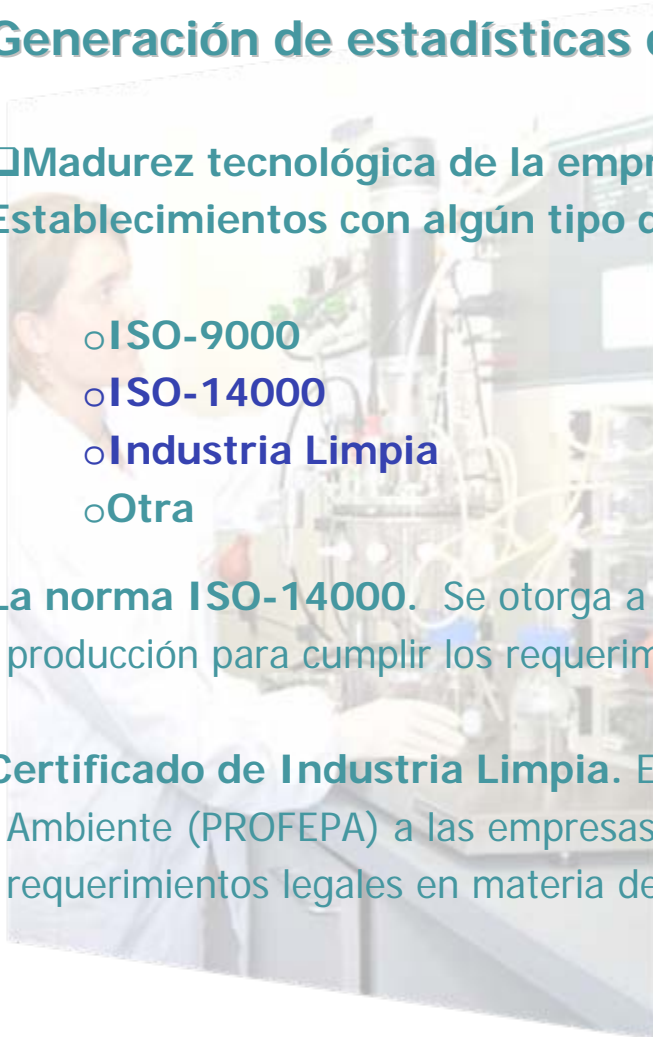 Generación de estadísticas
❑Madurez tecnológica de la
Establecimientos con algún tipo
oISO-9000
oISO-14000
oIndustria Limpia
oOtra
La norma ISO-14000. Se otorga a
producción para cumplir los
Certificado de Industria Limpia.
Ambiente (PROFEPA) a las empresas
requerimientos legales en materia de